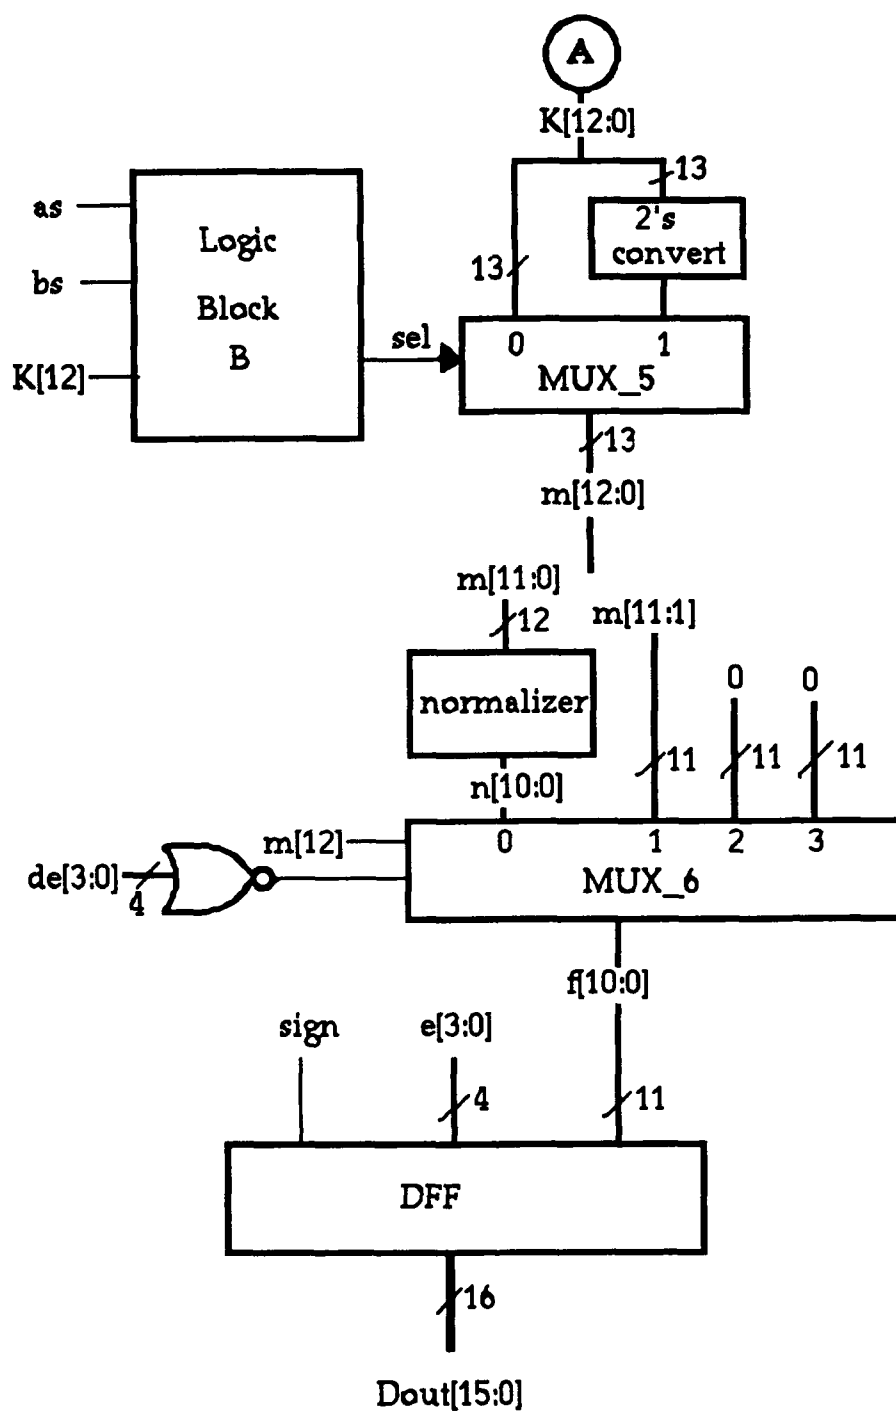 A
K[12:0]
13
as
2's
convert
Logic
13
bs
Block
sel
0
1
B
K[12]
MUX_5
13
m[12:0]
m[11:0]
m[11:1]
12
0
0
normalizer
11
11
11
n[10:0]
m[12]
0
1
2
3
de[3:0]
4
MUX_6
f[10:0]
sign
e[3:0]
4
11
DFF
16
Dout[15:0]